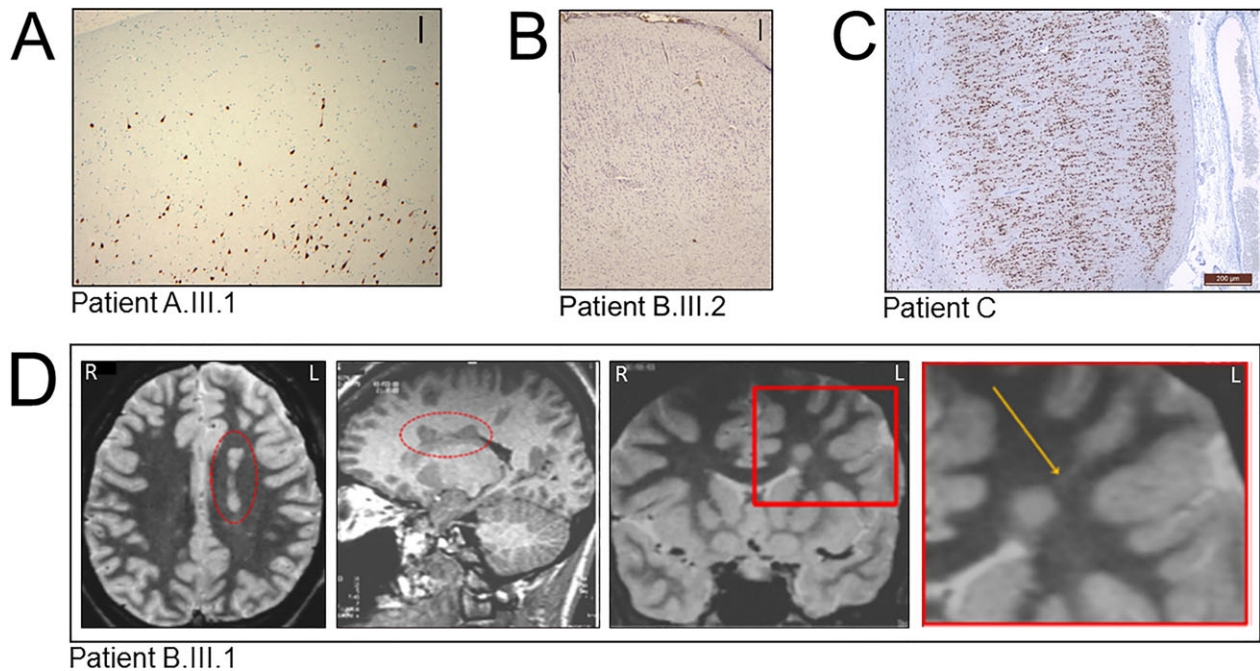 A
Patient A.III.1
B
Patient B.III.2
C
200 µm
Patient C
D
R
L
R
L
L
Patient B.III.1